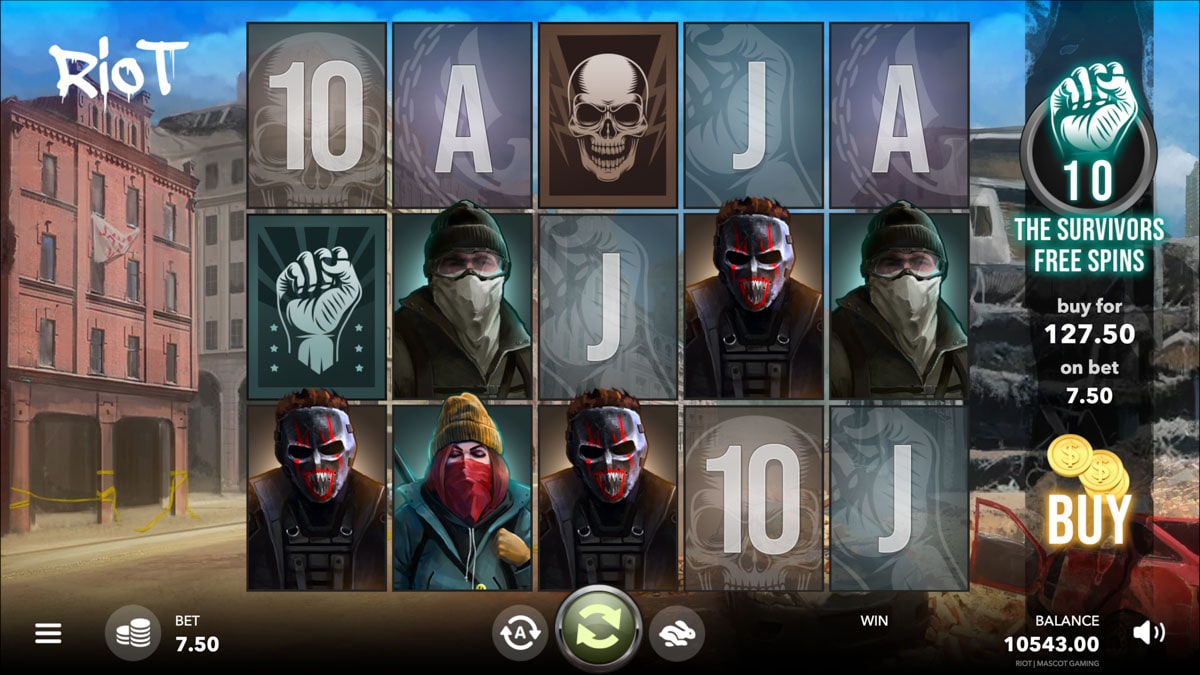 RioT
10 A J A
J
10 J
10
THE SURVIVORS
FREE SPINS
buy for
127.50
on bet
7.50
$ $
BUY
BET
7.50
A
WIN
BALANCE
10543.00
RIOT | MASCOT GAMING